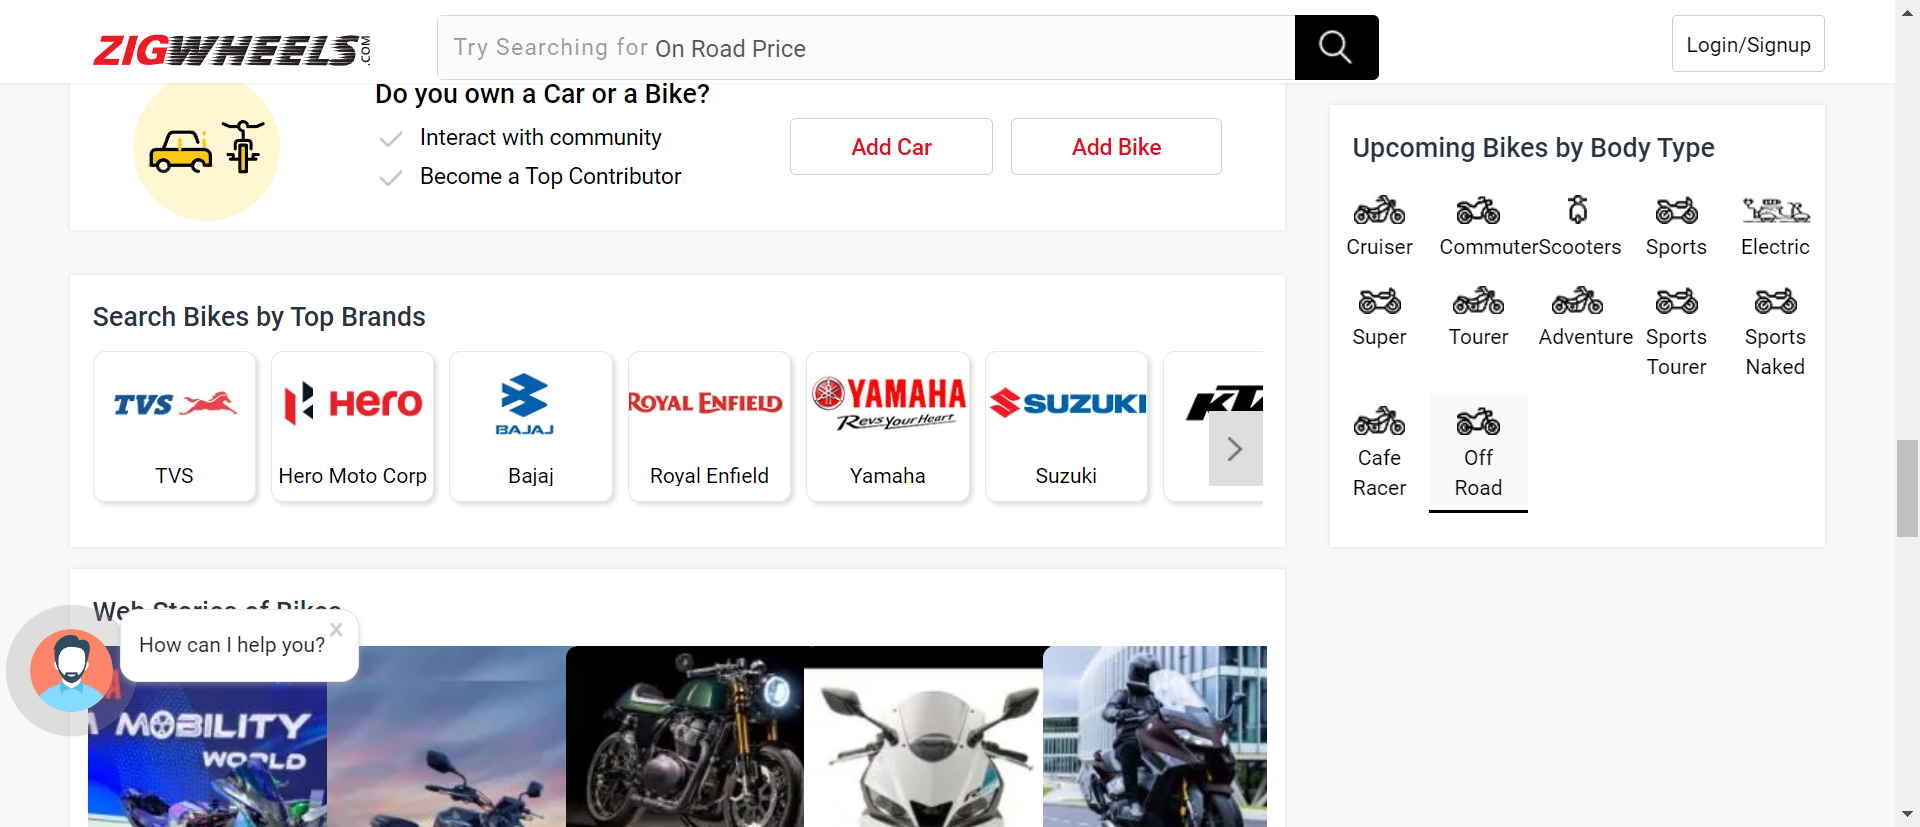 ZIGWHEELS.COM
Try Searching for On Road Price
Login/Signup
Do you own a Car or a Bike?
Interact with community
Become a Top Contributor
Add Car
Add Bike
Search Bikes by Top Brands
TVS
Hero
BAJAJ
ROYAL ENFIELD
YAMAHA
Revs Your Heart
SUZUKI
TVS
Hero Moto Corp
Bajaj
Royal Enfield
Yamaha
Suzuki
Upcoming Bikes by Body Type
Cruiser
Commuter
Scooters
Sports
Electric
Super
Tourer
Adventure
Sports
Tourer
Sports
Naked
Cafe
Racer
Off
Road
Web Stories of Bikes
How can I help you?
MOBILITY
WORLD